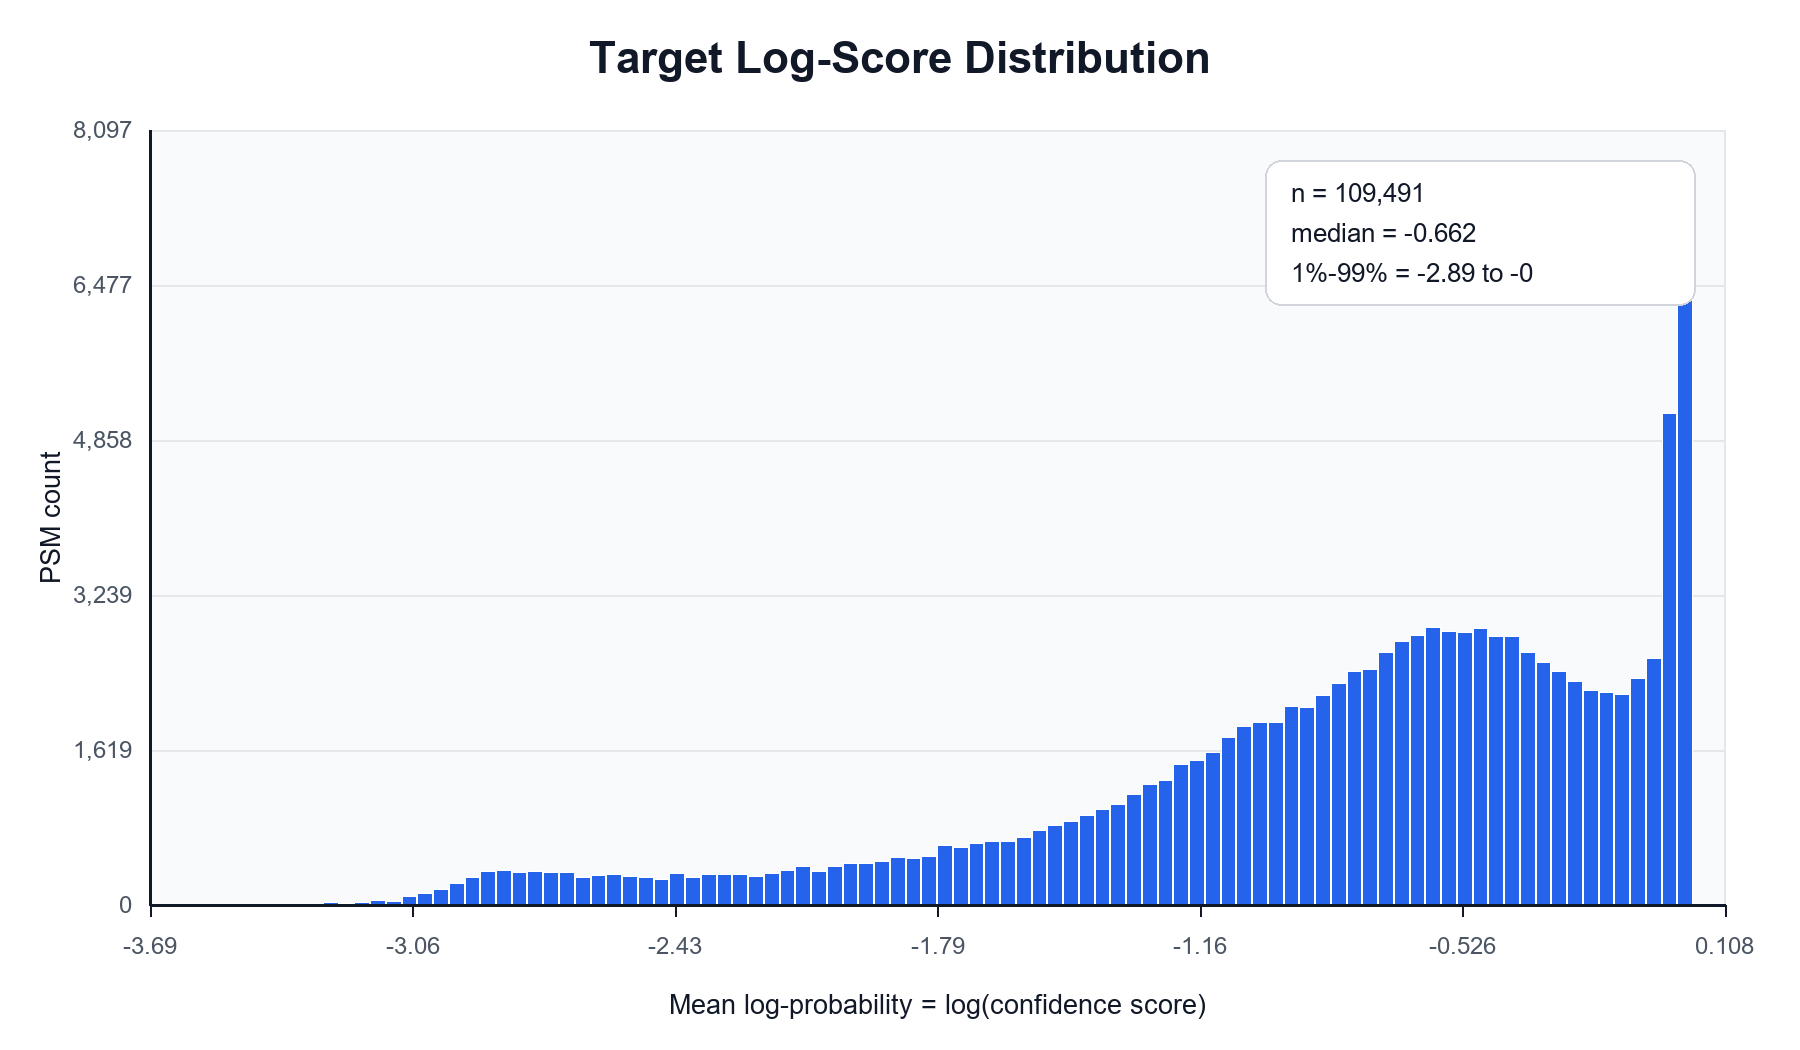 Target Log-Score Distribution
8,097
6,477
4,858
3,239
1,619
0
PSM count
n = 109,491
median = -0.662
1%-99% = -2.89 to -0
-3.69
-3.06
-2.43
-1.79
-1.16
-0.526
0.108
Mean log-probability = log(confidence score)